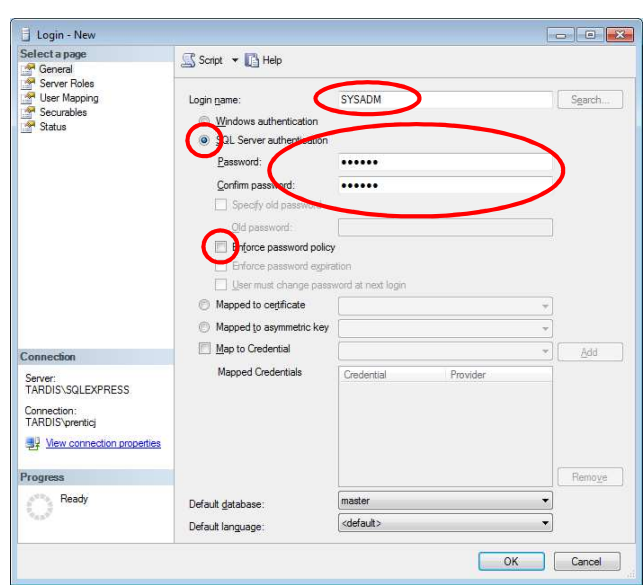 Login - New
Select a page
General
Server Roles
User Mapping
Securables
Status
Script Help
Login name: SYSADM Search...
Windows authentication
SQL Server authentication
Password: ••••••
Confirm password: ••••••
Specify old password
Old password:
Enforce password policy
Enforce password expiration
User must change password at next login
Mapped to certificate
Mapped to asymmetric key
Map to Credential Add
Mapped Credentials Credential Provider
Remove
Default database: master
Default language: <default>
Connection
Server:
TARDIS\SQLEXPRESS
Connection:
TARDIS\prenticj
View connection properties
Progress
Ready
OK Cancel